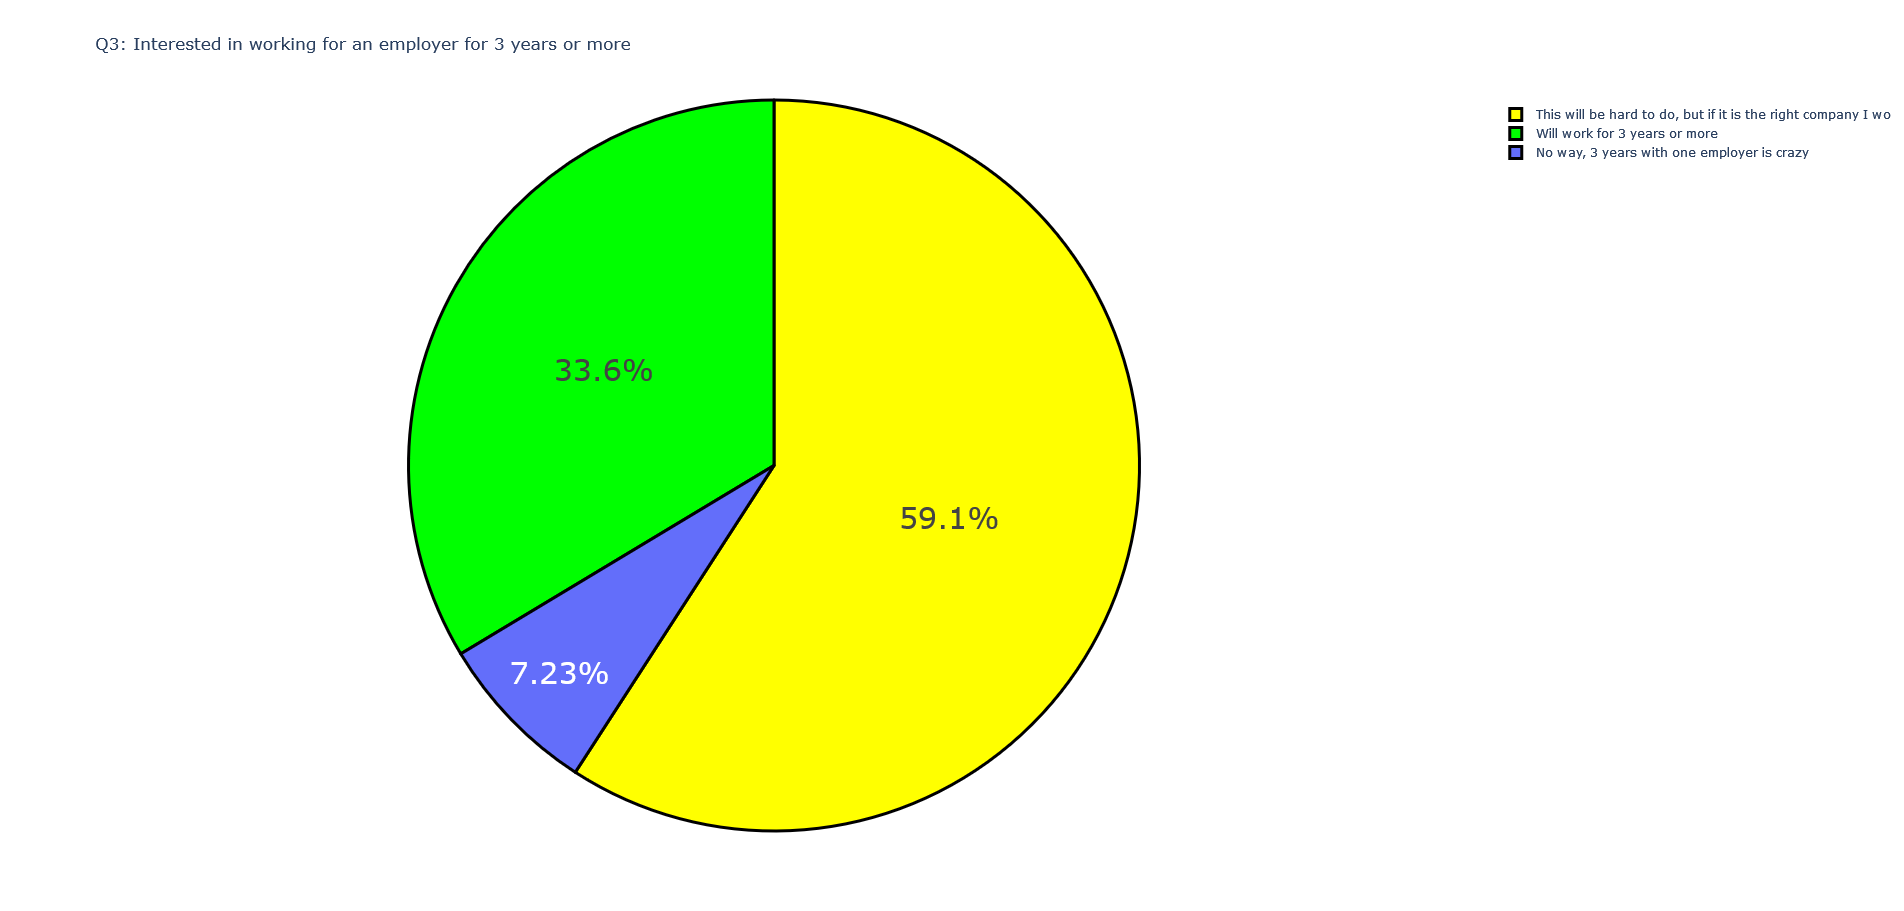 Q3: Interested in working for an employer for 3 years or more
This will be hard to do, but if it is the right company I wo
Will work for 3 years or more
No way, 3 years with one employer is crazy
33.6%
59.1%
7.23%